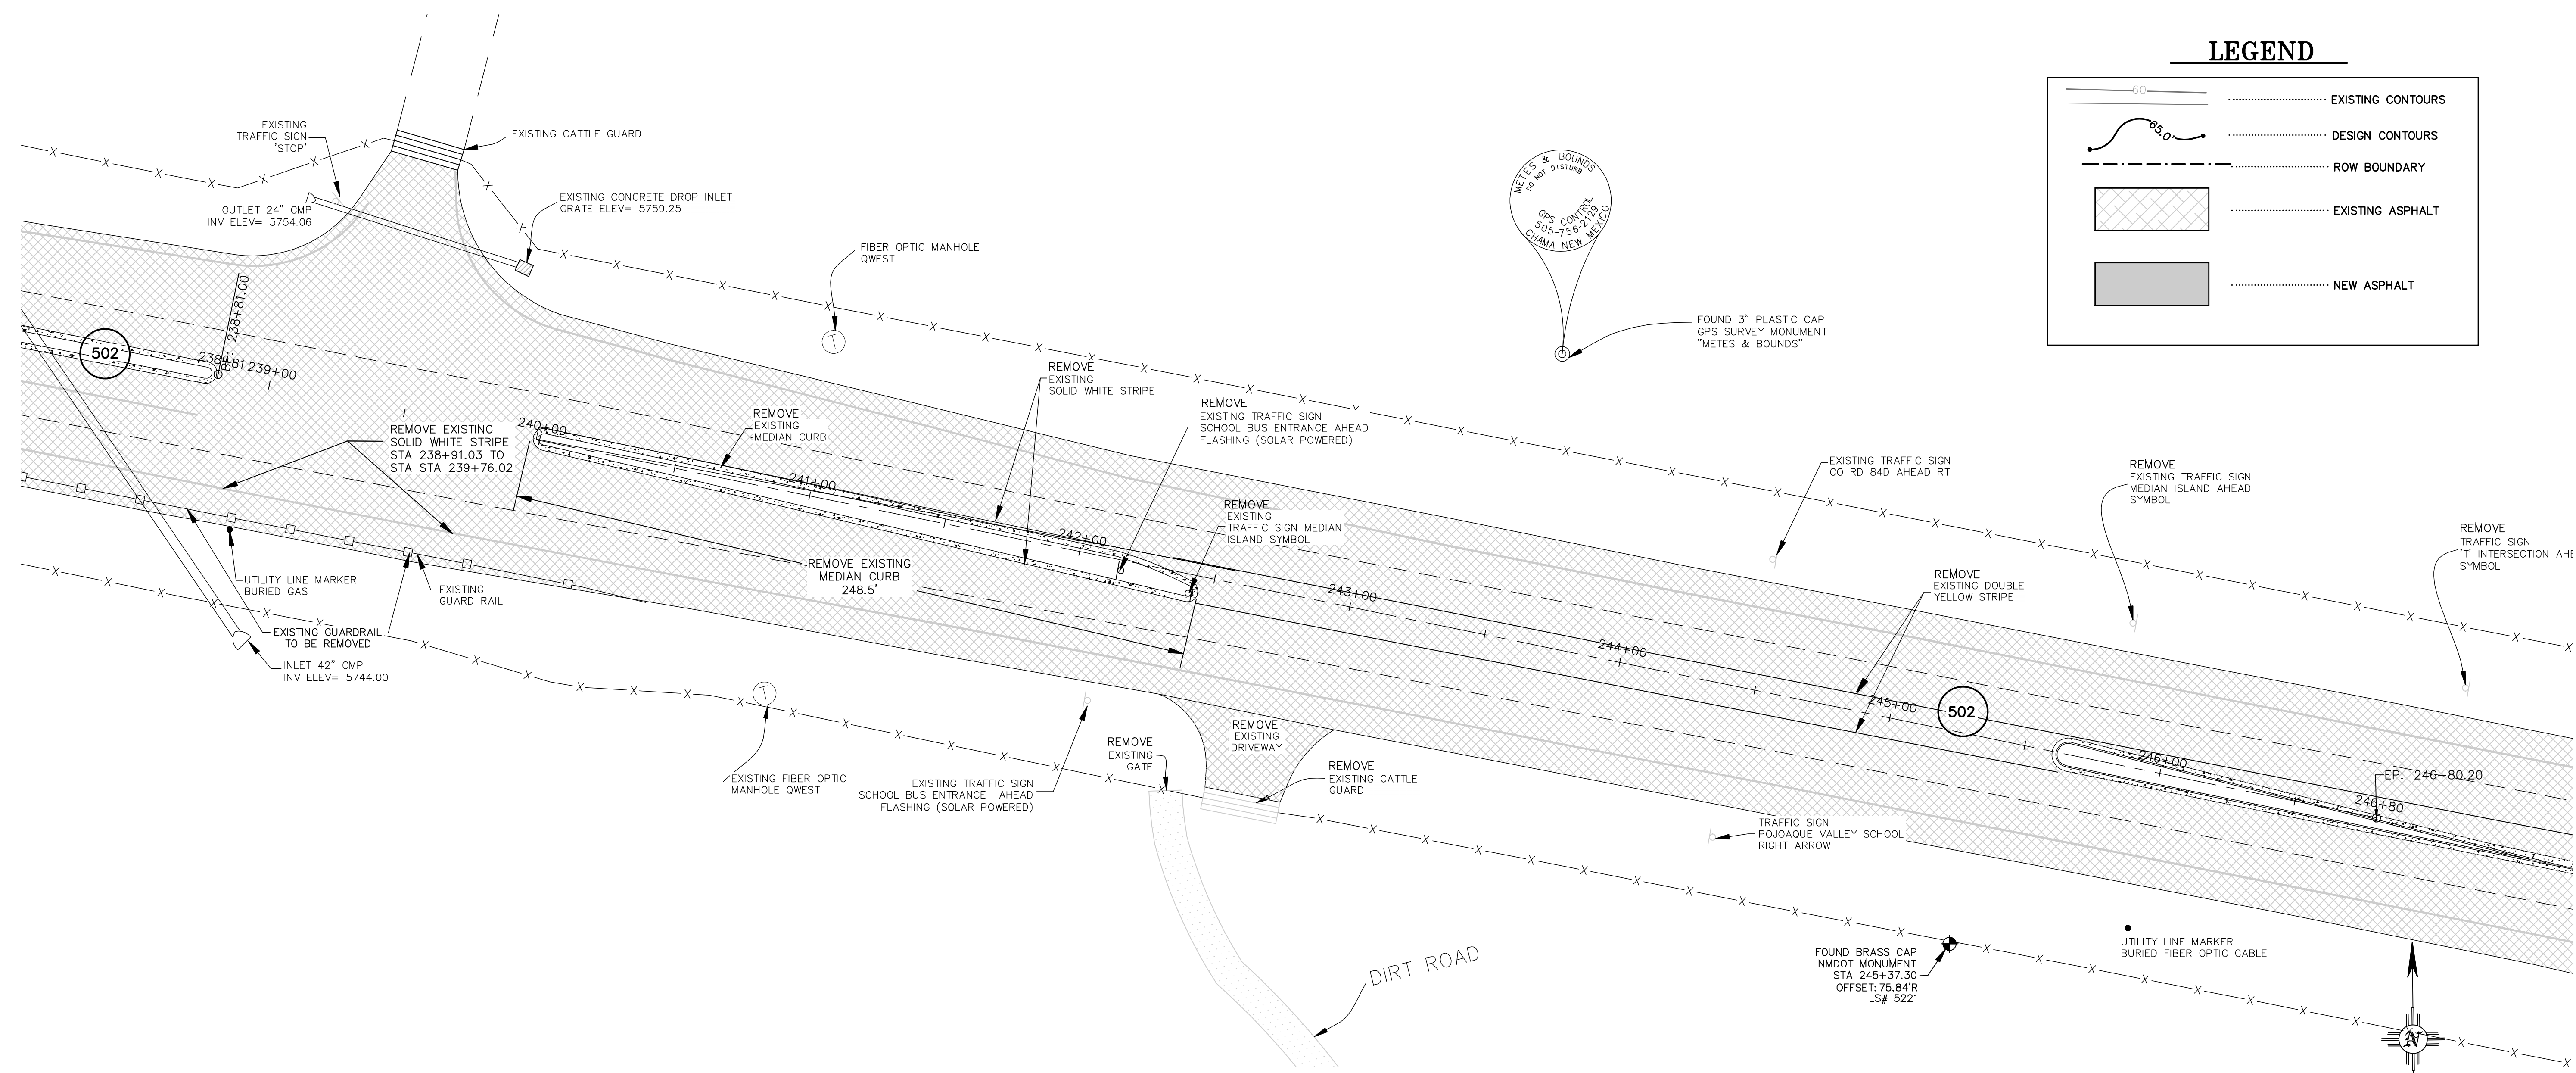 LEGEND
60
EXISTING CONTOURS
65.0'
DESIGN CONTOURS
ROW BOUNDARY
EXISTING ASPHALT
NEW ASPHALT
EXISTING
TRAFFIC SIGN
'STOP'
EXISTING CATTLE GUARD
OUTLET 24" CMP
INV ELEV= 5754.06
EXISTING CONCRETE DROP INLET
GRATE ELEV= 5759.25
FIBER OPTIC MANHOLE
QWEST
T
METES & BOUNDS
DO NOT DISTURB
GPS CONTROL
505-756-2129
CHAMA NEW MEXICO
FOUND 3" PLASTIC CAP
GPS SURVEY MONUMENT
"METES & BOUNDS"
502
238+81.00
239+00
REMOVE EXISTING
SOLID WHITE STRIPE
STA 238+91.03 TO
STA STA 239+76.02
240+00
REMOVE
EXISTING
MEDIAN CURB
241+00
REMOVE
EXISTING
SOLID WHITE STRIPE
REMOVE
EXISTING TRAFFIC SIGN
SCHOOL BUS ENTRANCE AHEAD
FLASHING (SOLAR POWERED)
242+00
REMOVE
EXISTING
TRAFFIC SIGN MEDIAN
ISLAND SYMBOL
REMOVE EXISTING
MEDIAN CURB
248.5'
243+00
EXISTING TRAFFIC SIGN
CO RD 84D AHEAD RT
REMOVE
EXISTING TRAFFIC SIGN
MEDIAN ISLAND AHEAD
SYMBOL
REMOVE
TRAFFIC SIGN
'T' INTERSECTION AHE
SYMBOL
REMOVE
EXISTING DOUBLE
YELLOW STRIPE
244+00
245+00
502
246+00
EP: 246+80.20
246+80
UTILITY LINE MARKER
BURIED GAS
EXISTING
GUARD RAIL
EXISTING GUARDRAIL
TO BE REMOVED
INLET 42" CMP
INV ELEV= 5744.00
T
EXISTING FIBER OPTIC
MANHOLE QWEST
EXISTING TRAFFIC SIGN
SCHOOL BUS ENTRANCE AHEAD
FLASHING (SOLAR POWERED)
REMOVE
EXISTING
GATE
REMOVE
EXISTING
DRIVEWAY
REMOVE
EXISTING CATTLE
GUARD
TRAFFIC SIGN
POJOAQUE VALLEY SCHOOL
RIGHT ARROW
DIRT ROAD
FOUND BRASS CAP
NMDOT MONUMENT
STA 245+37.30
OFFSET: 75.84'R
LS# 5221
UTILITY LINE MARKER
BURIED FIBER OPTIC CABLE
N